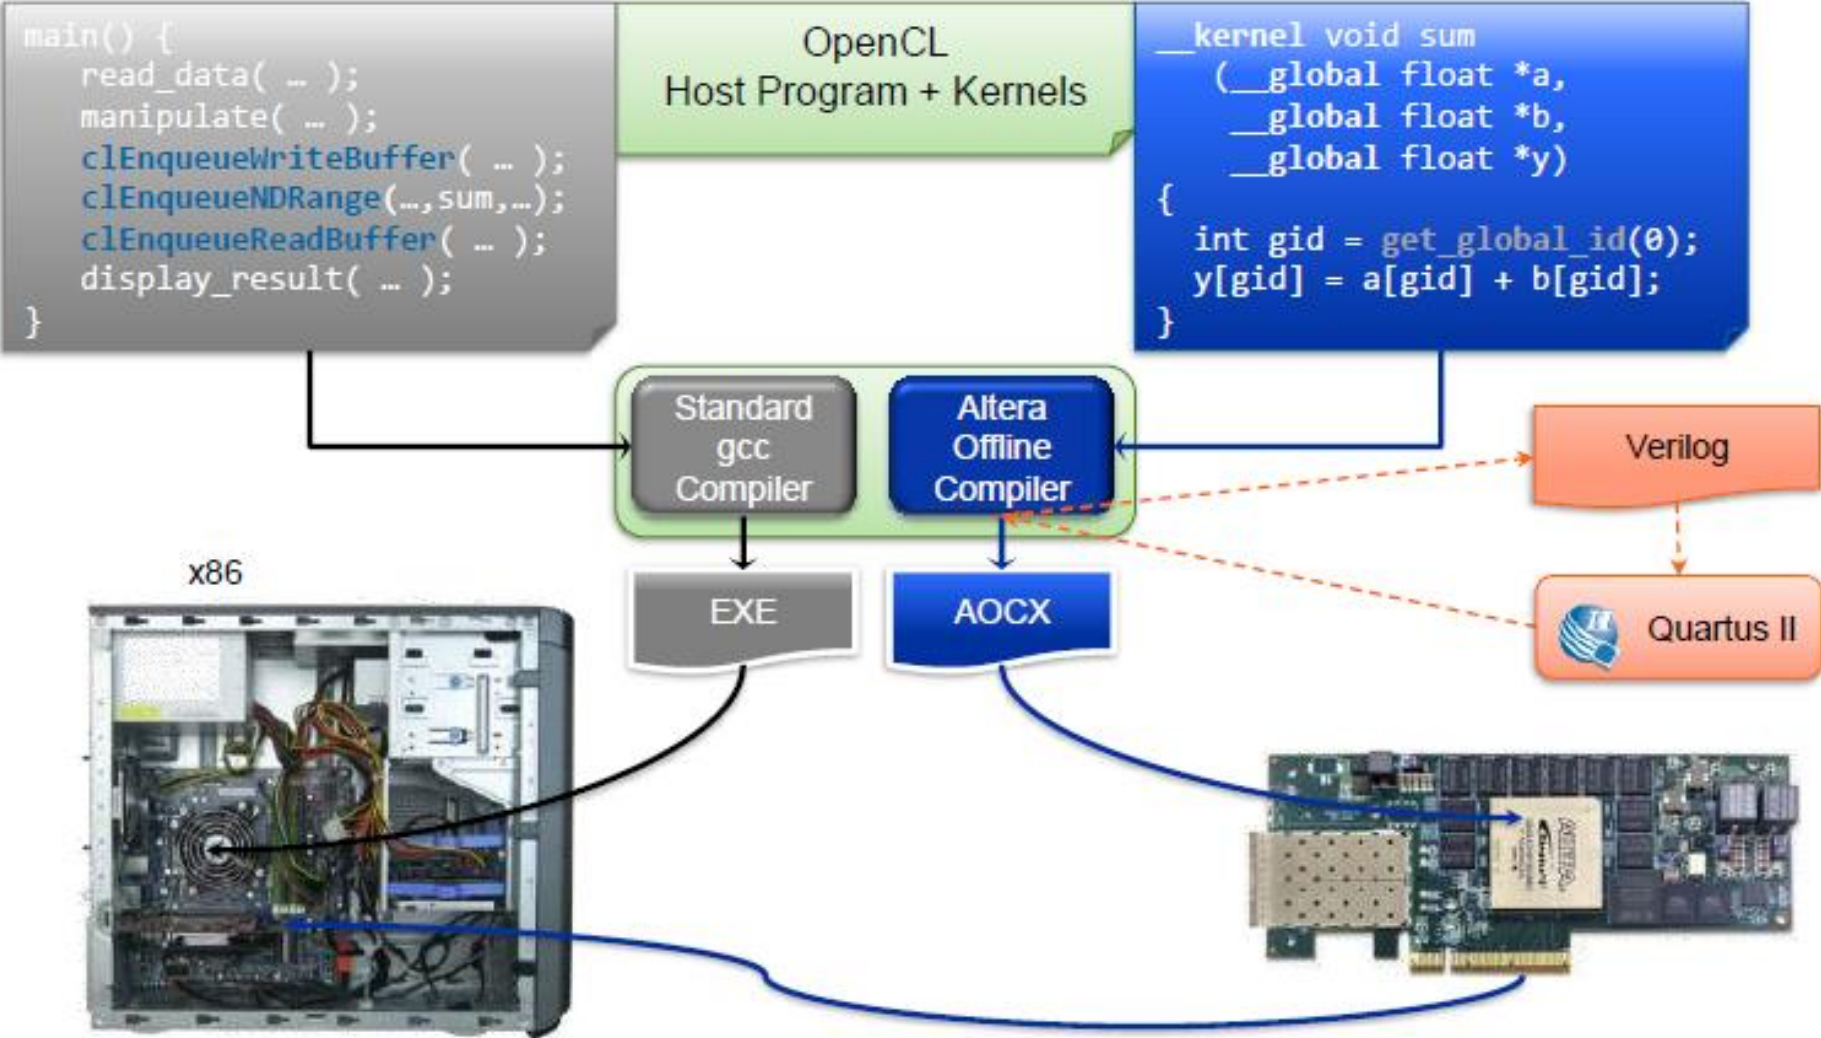 main() {
read_data( … );
manipulate( … );
clEnqueueWriteBuffer( … );
clEnqueueNDRange(…,sum,…);
clEnqueueReadBuffer( … );
display_result( … );
}
OpenCL
Host Program + Kernels
__kernel void sum
(__global float *a,
__global float *b,
__global float *y)
{
int gid = get_global_id(0);
y[gid] = a[gid] + b[gid];
}
Standard
gcc
Compiler
Altera
Offline
Compiler
Verilog
x86
EXE
AOCX
II
Quartus II
ALTERA